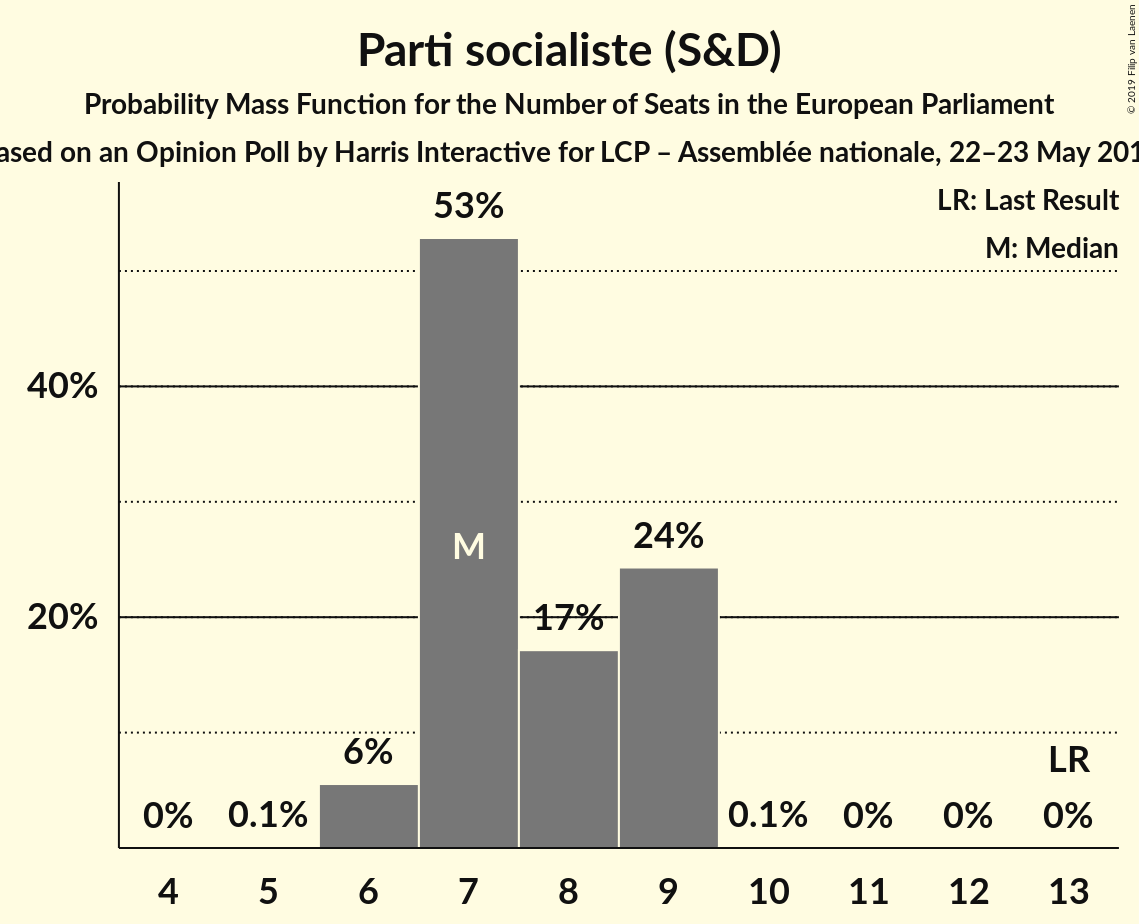 Parti socialiste (S&D)
Probability Mass Function for the Number of Seats in the European Parliament
ased on an Opinion Poll by Harris Interactive for LCP – Assemblée nationale, 22–23 May 201
© 2019 Filip van Laenen
LR: Last Result
M: Median
53%
40%
M
24%
20%
17%
6%
LR
0% 0.1% 0.1% 0% 0% 0%
4 5 6 7 8 9 10 11 12 13